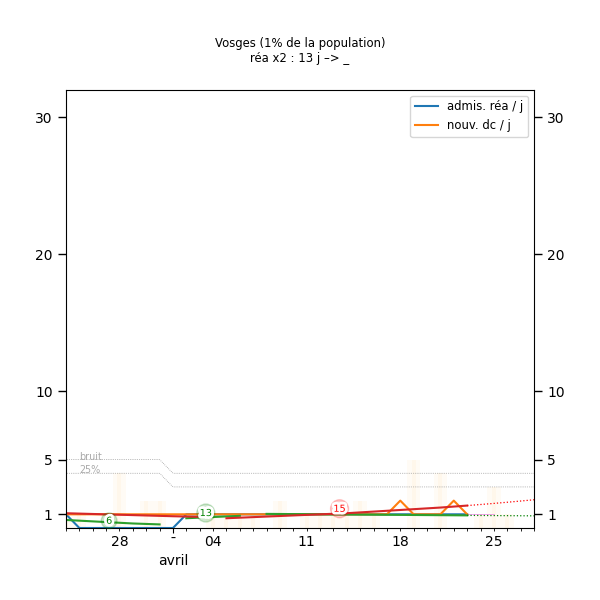 Vosges (1% de la population)
réa x2 : 13 j –> _
admis. réa / j
nouv. dc / j
30 30
20 20
10 10
5 5
1 1
bruit
25%
6 13 15
28 - 04 11 18 25
avril